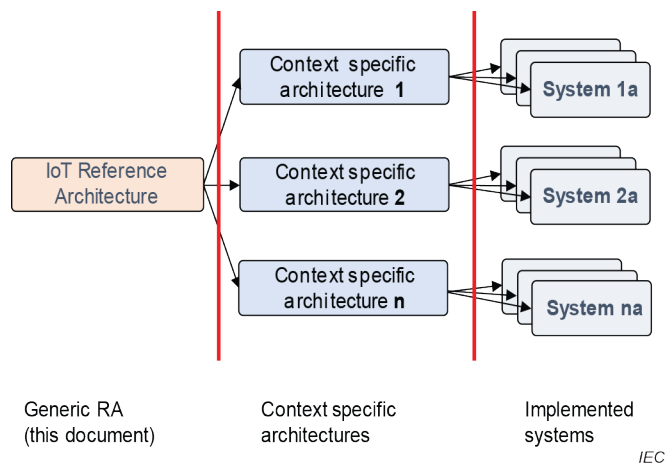 Context specific
architecture 1
System 1a
IoT Reference
Architecture
Context specific
architecture 2
System 2a
Context specific
architecture n
System na
Generic RA
(this document)
Context specific
architectures
Implemented
systems
IEC